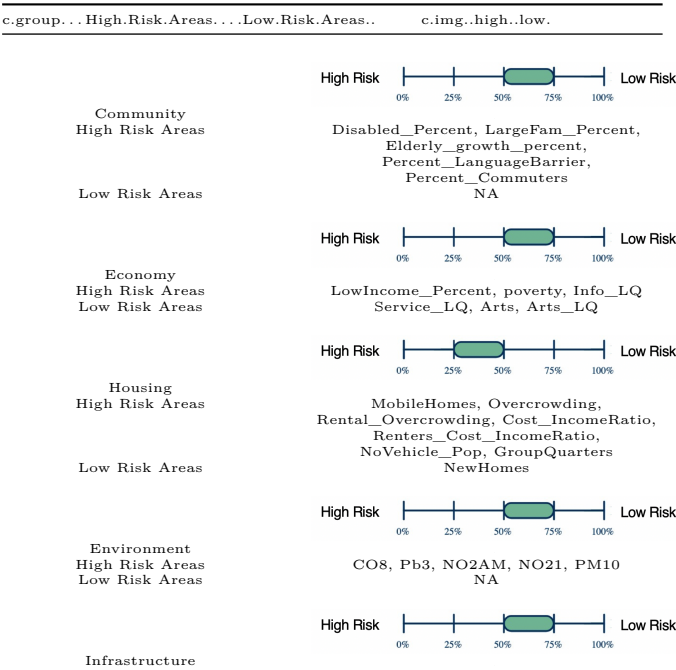 c.group... High.Risk.Areas....Low.Risk.Areas.. c.img..high..low.
High Risk Low Risk
0% 25% 50% 75% 100%
Community
High Risk Areas Disabled_Percent, LargeFam_Percent,
Elderly_growth_percent,
Percent_LanguageBarrier,
Percent_Commuters
Low Risk Areas NA
High Risk Low Risk
0% 25% 50% 75% 100%
Economy
High Risk Areas LowIncome_Percent, poverty, Info_LQ
Low Risk Areas Service_LQ, Arts, Arts_LQ
High Risk Low Risk
0% 25% 50% 75% 100%
Housing
High Risk Areas MobileHomes, Overcrowding,
Rental_Overcrowding, Cost_IncomeRatio,
Renters_Cost_IncomeRatio,
NoVehicle_Pop, GroupQuarters
Low Risk Areas NewHomes
High Risk Low Risk
0% 25% 50% 75% 100%
Environment
High Risk Areas CO8, Pb3, NO2AM, NO21, PM10
Low Risk Areas NA
High Risk Low Risk
0% 25% 50% 75% 100%
Infrastructure